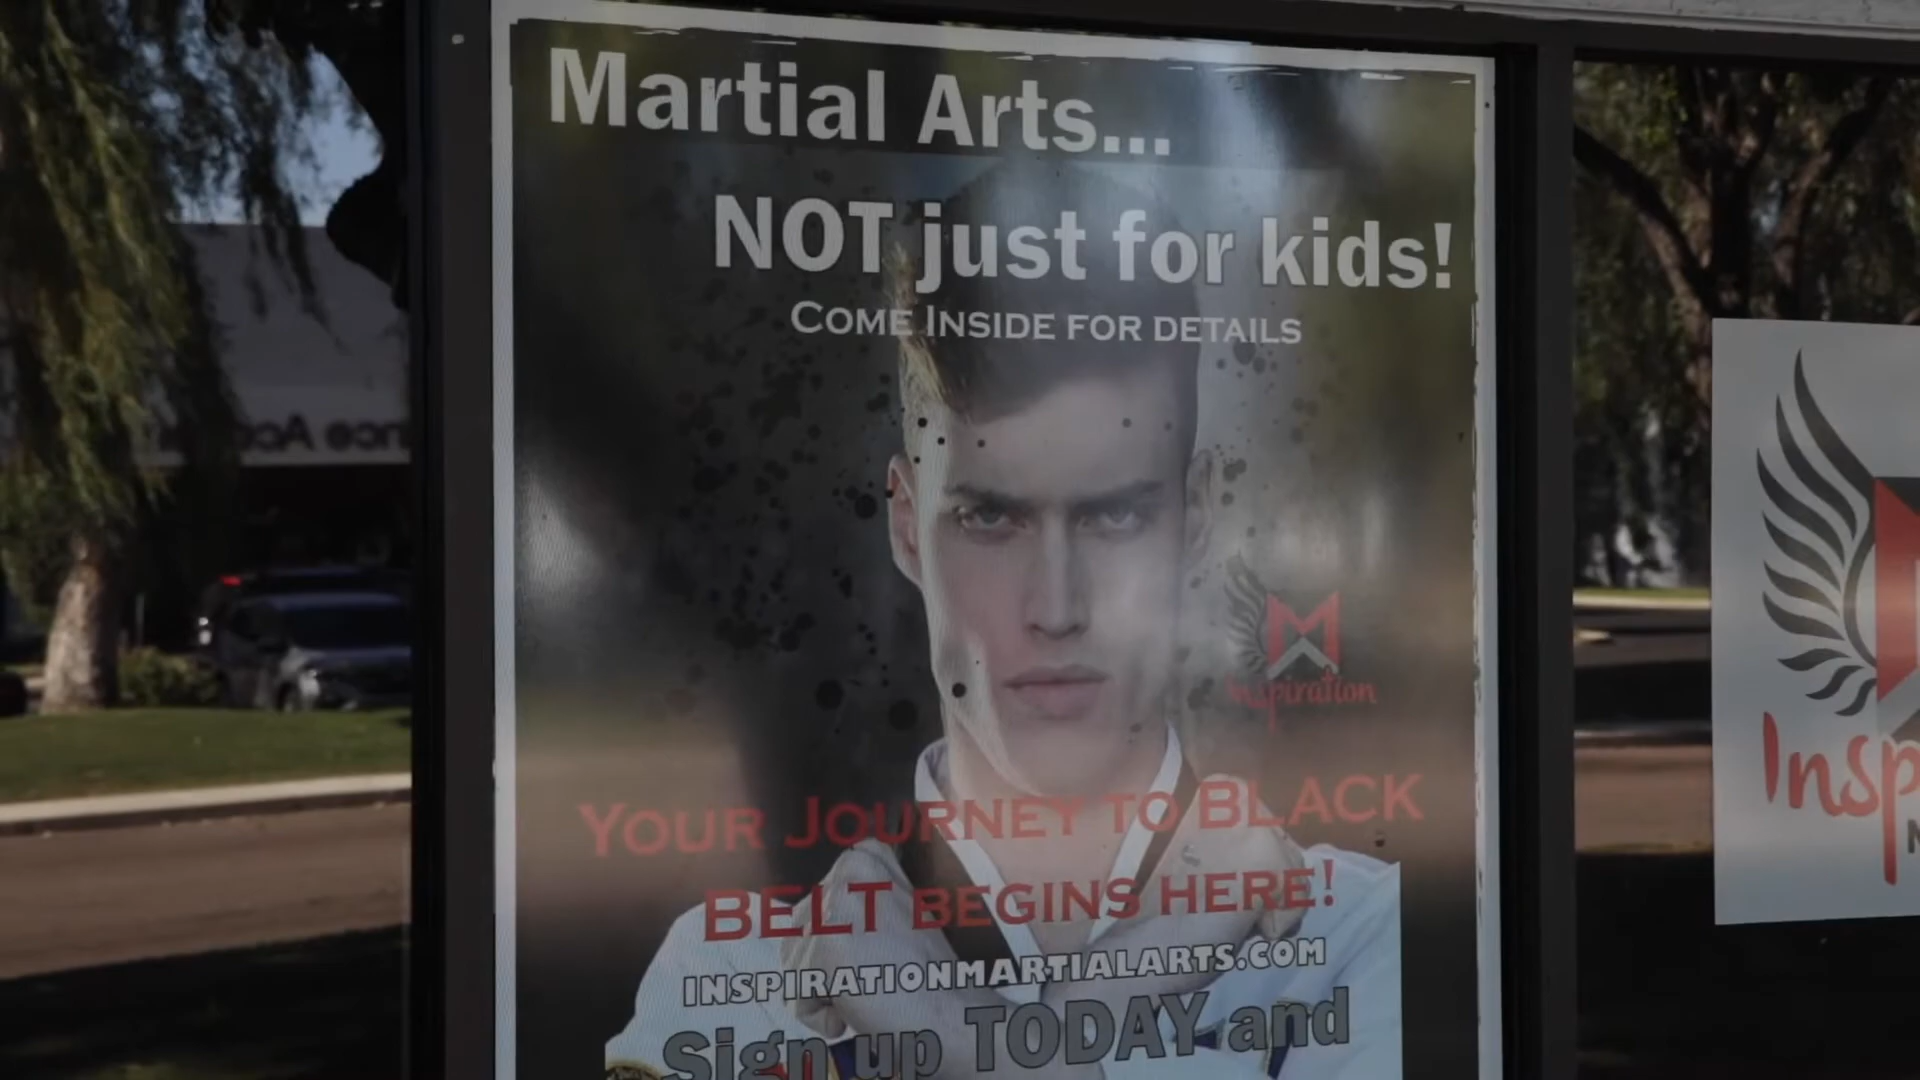 Martial Arts...
NOT just for kids!
COME INSIDE FOR DETAILS
Inspiration
YOUR JOURNEY TO BLACK
BELT BEGINS HERE!
INSPIRATIONMARTIALARTS.COM
Sign up TODAY and
Insp